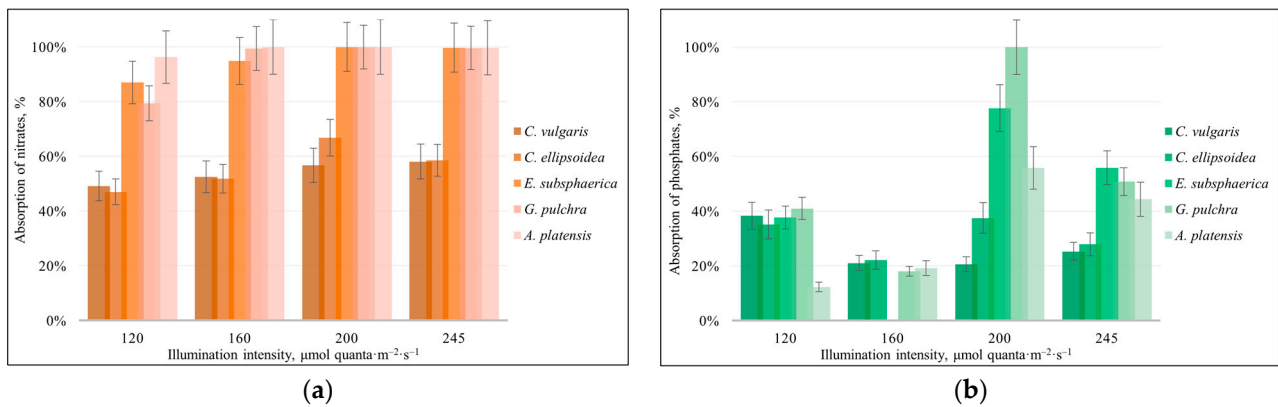 Absorption of nitrates, %
100%
80%
60%
40%
20%
0%
120 160 200 245
Illumination intensity, μmol quanta·m⁻²·s⁻¹
C. vulgaris
C. ellipsoidea
E. subsphaerica
G. pulchra
A. platensis
(a)
Absorption of phosphates, %
100%
80%
60%
40%
20%
0%
120 160 200 245
Illumination intensity, μmol quanta·m⁻²·s⁻¹
C. vulgaris
C. ellipsoidea
E. subsphaerica
G. pulchra
A. platensis
(b)